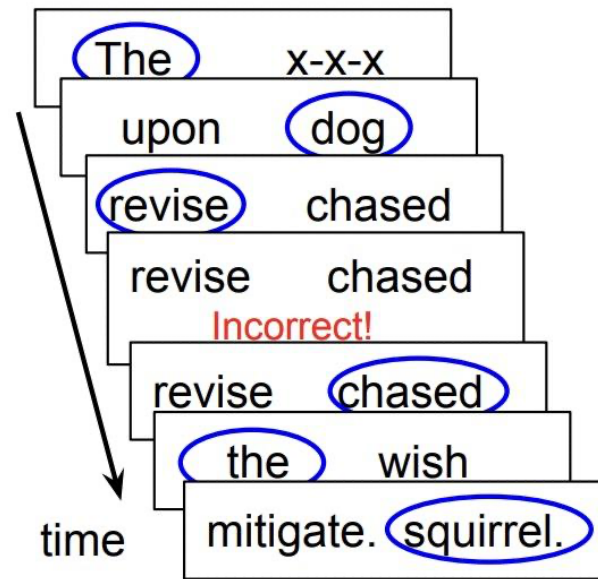 The x-x-x
upon dog
revise chased
revise chased
Incorrect!
revise chased
the wish
mitigate. squirrel.
time